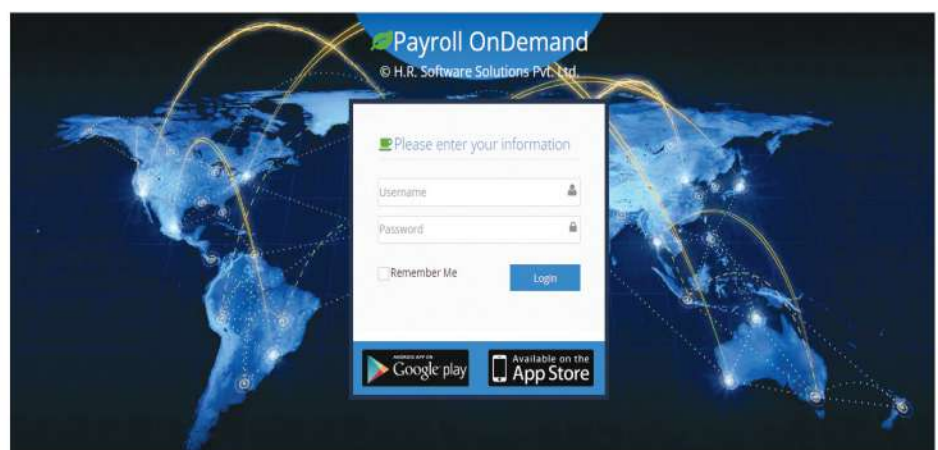 Payroll OnDemand
© H.R. Software Solutions Pvt. Ltd.
Please enter your information
Username
Password
Remember Me
Login
ANDROID APP ON
Google play
Available on the
App Store